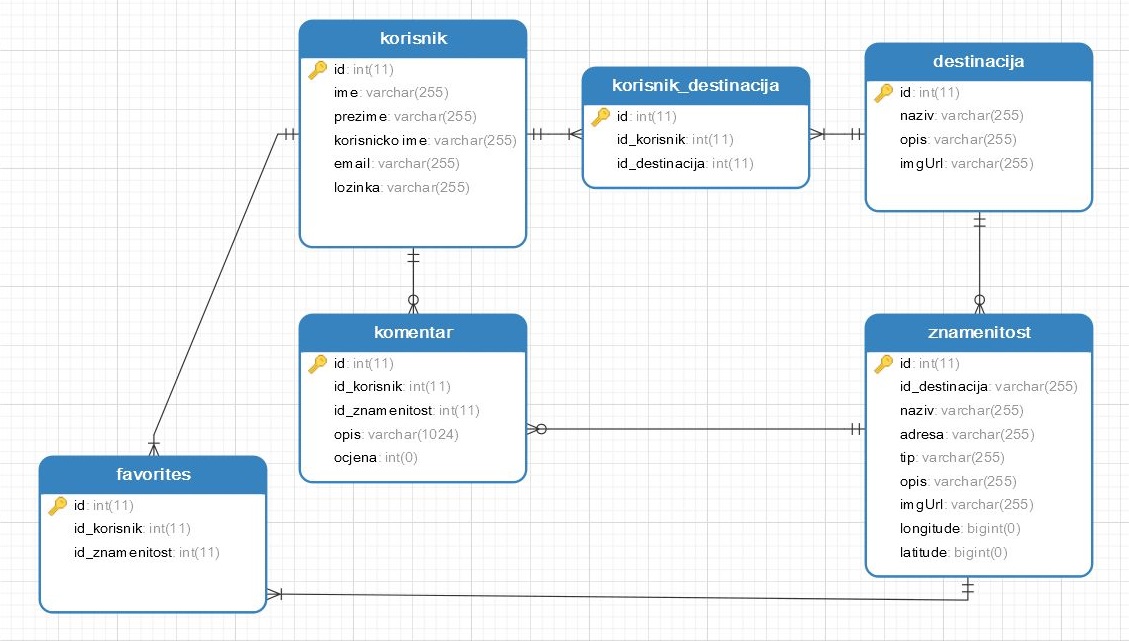 korisnik
id: int(11)
ime: varchar(255)
prezime: varchar(255)
korisnicko ime: varchar(255)
email: varchar(255)
lozinka: varchar(255)
korisnik_destinacija
id: int(11)
id_korisnik: int(11)
id_destinacija: int(11)
destinacija
id: int(11)
naziv: varchar(255)
opis: varchar(255)
imgUrl: varchar(255)
komentar
id: int(11)
id_korisnik: int(11)
id_znamenitost: int(11)
opis: varchar(1024)
ocjena: int(0)
znamenitost
id: int(11)
id_destinacija: varchar(255)
naziv: varchar(255)
adresa: varchar(255)
tip: varchar(255)
opis: varchar(255)
imgUrl: varchar(255)
longitude: bigint(0)
latitude: bigint(0)
favorites
id: int(11)
id_korisnik: int(11)
id_znamenitost: int(11)